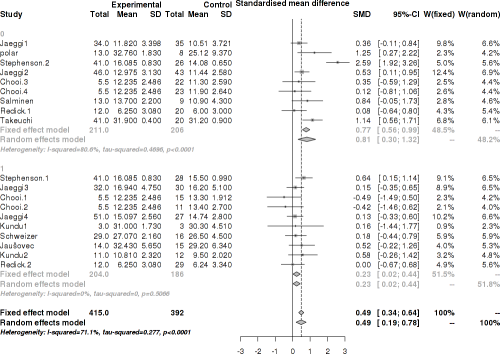 Experimental Control Standardised mean difference
Study Total Mean SD Total Mean SD SMD 95%-CI W(fixed) W(random)
0
Jaeggi1 34.0 11.820 3.398 35 10.51 3.721 0.36 [-0.11; 0.84] 9.8% 6.6%
polar 13.0 32.760 1.830 8 25.12 9.370 1.25 [ 0.27; 2.22] 2.3% 4.3%
Stephenson.2 41.0 16.085 0.830 26 14.08 0.650 2.59 [ 1.92; 3.26] 5.0% 5.7%
Jaeggi2 46.0 12.975 3.130 43 11.44 2.580 0.53 [ 0.11; 0.95] 12.4% 6.8%
Chooi.3 5.5 12.235 2.486 22 11.30 2.590 0.35 [-0.59; 1.29] 2.5% 4.4%
Chooi.4 5.5 12.235 2.486 23 11.90 2.640 0.12 [-0.81; 1.06] 2.5% 4.4%
Salminen 13.0 13.700 2.200 9 10.90 4.300 0.84 [-0.05; 1.73] 2.8% 4.6%
Redick.1 12.0 6.250 3.080 20 6.00 3.000 0.08 [-0.64; 0.80] 4.3% 5.4%
Takeuchi 41.0 31.900 4.400 20 31.20 0.900 1.14 [ 0.56; 1.71] 6.8% 6.1%
Fixed effect model 211.0 206 0.77 [ 0.56; 0.99] 48.5% --
Random effects model 0.81 [ 0.30; 1.32] -- 48.2%
Heterogeneity: I-squared=80.6%, tau-squared=0.4696, p<0.0001
1
Stephenson.1 41.0 16.085 0.830 28 15.50 0.990 0.64 [ 0.15; 1.14] 9.1% 6.5%
Jaeggi3 32.0 16.940 4.750 30 16.20 5.100 0.15 [-0.35; 0.65] 8.9% 6.5%
Chooi.1 5.5 12.235 2.486 15 13.30 1.912 -0.49 [-1.49; 0.50] 2.3% 4.2%
Chooi.2 5.5 12.235 2.486 11 13.40 2.700 -0.42 [-1.46; 0.62] 2.1% 4.0%
Jaeggi4 51.0 15.097 2.560 27 14.74 2.800 0.13 [-0.33; 0.60] 10.2% 6.6%
Kundu1 3.0 31.000 1.730 3 30.30 4.510 0.16 [-1.44; 1.77] 0.9% 2.5%
Schweizer 29.0 27.070 2.160 16 26.50 4.500 0.18 [-0.44; 0.79] 6.0% 5.9%
Jaušovec 14.0 32.430 5.650 15 29.20 6.340 0.52 [-0.22; 1.26] 4.1% 5.3%
Kundu2 11.0 10.810 2.320 12 9.50 2.020 0.58 [-0.26; 1.42] 3.2% 4.8%
Redick.2 12.0 6.250 3.080 29 6.24 3.340 0.00 [-0.67; 0.68] 4.9% 5.6%
Fixed effect model 204.0 186 0.23 [ 0.02; 0.44] 51.5% --
Random effects model 0.23 [ 0.02; 0.44] -- 51.8%
Heterogeneity: I-squared=0%, tau-squared=0, p=0.5066
Fixed effect model 415.0 392 0.49 [ 0.34; 0.64] 100% --
Random effects model 0.49 [ 0.19; 0.78] -- 100%
Heterogeneity: I-squared=71.1%, tau-squared=0.277, p<0.0001
-3 -2 -1 0 1 2 3